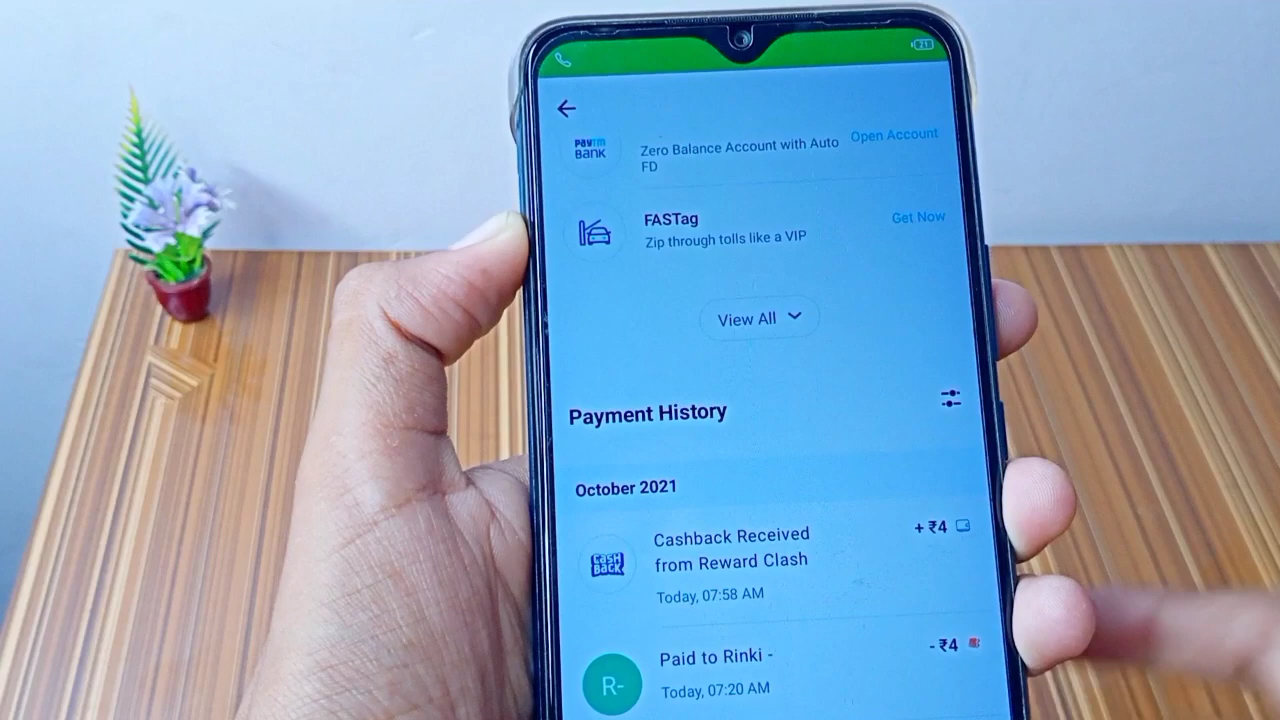 21
paytm
BANK
Zero Balance Account with Auto
FD
Open Account
FASTag
Get Now
Zip through tolls like a VIP
View All
Payment History
October 2021
CASH
BACK
Cashback Received
from Reward Clash
+ ₹4
Today, 07:58 AM
R-
Paid to Rinki -
- ₹4
Today, 07:20 AM